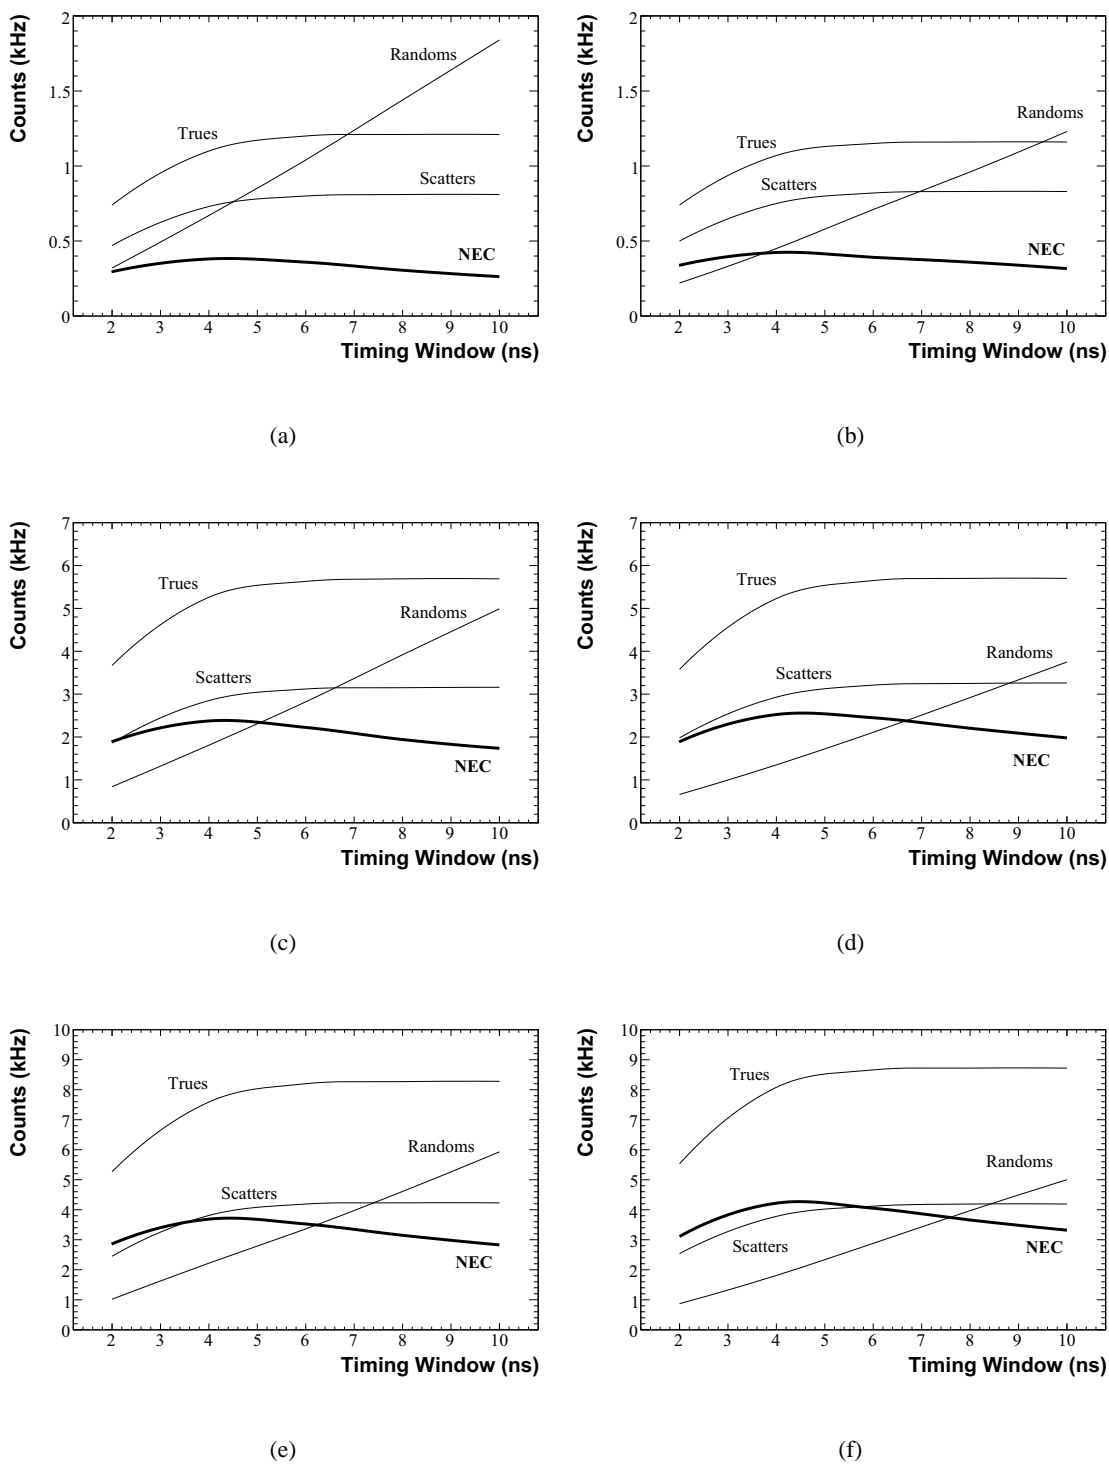 Counts (kHz)
2
1.5
1
0.5
0
Randoms
Trues
Scatters
NEC
2 3 4 5 6 7 8 9 10
Timing Window (ns)
(a)
Counts (kHz)
2
1.5
1
0.5
0
Randoms
Trues
Scatters
NEC
2 3 4 5 6 7 8 9 10
Timing Window (ns)
(b)
Counts (kHz)
7
6
5
4
3
2
1
0
Trues
Randoms
Scatters
NEC
2 3 4 5 6 7 8 9 10
Timing Window (ns)
(c)
Counts (kHz)
7
6
5
4
3
2
1
0
Trues
Randoms
Scatters
NEC
2 3 4 5 6 7 8 9 10
Timing Window (ns)
(d)
Counts (kHz)
10
9
8
7
6
5
4
3
2
1
0
Trues
Randoms
Scatters
NEC
2 3 4 5 6 7 8 9 10
Timing Window (ns)
(e)
Counts (kHz)
10
9
8
7
6
5
4
3
2
1
0
Trues
Randoms
Scatters
NEC
2 3 4 5 6 7 8 9 10
Timing Window (ns)
(f)